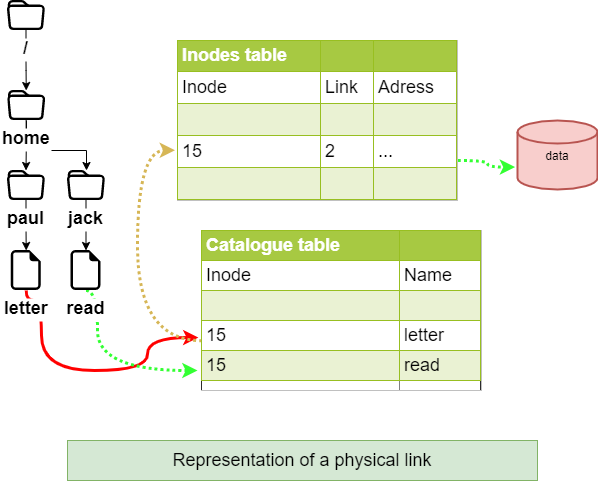 /
home
paul jack
letter read
Inodes table
Inode Link Adress
15 2 ...
data
Catalogue table
Inode Name
15 letter
15 read
Representation of a physical link